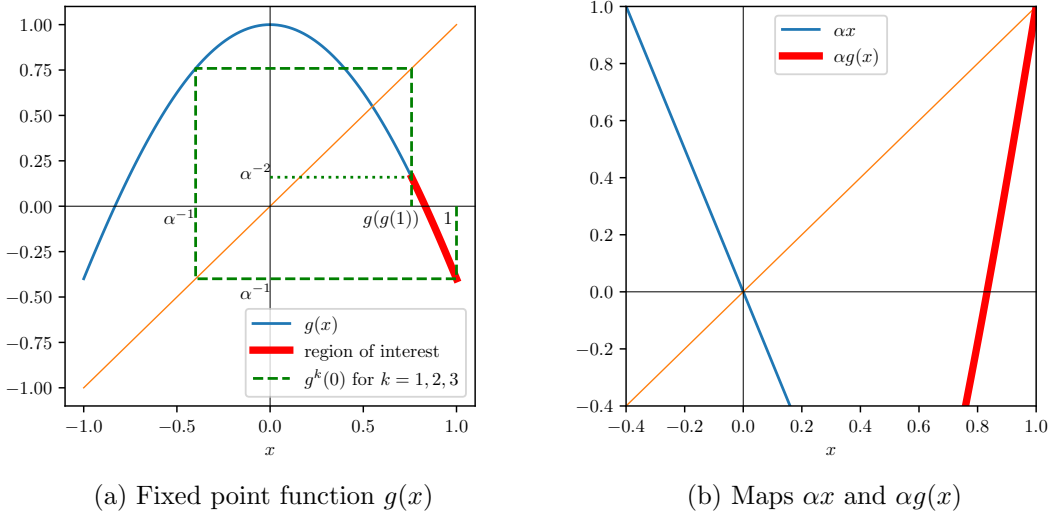 1.00
0.75
0.50
0.25
0.00
−0.25
−0.50
−0.75
−1.00
α⁻²
α⁻¹
g(g(1))
1
α⁻¹
g(x)
region of interest
gᵏ(0) for k = 1, 2, 3
−1.0 −0.5 0.0 0.5 1.0
x
(a) Fixed point function g(x)
1.0
0.8
0.6
0.4
0.2
0.0
−0.2
−0.4
αx
αg(x)
−0.4 −0.2 0.0 0.2 0.4 0.6 0.8 1.0
x
(b) Maps αx and αg(x)